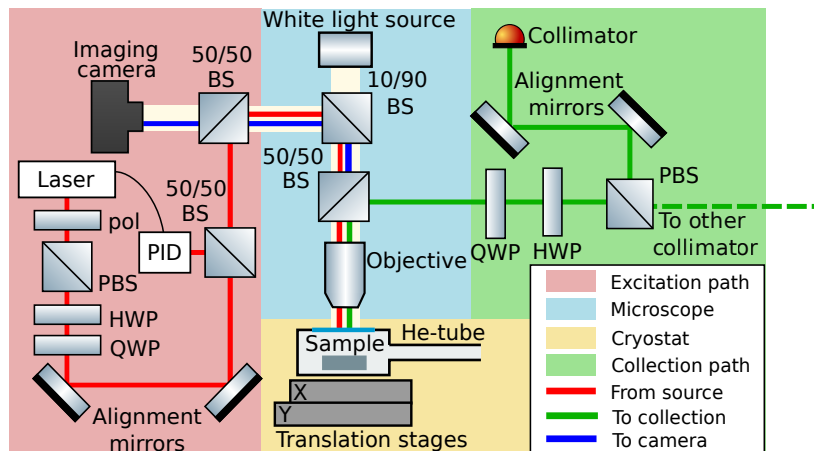 White light source
Imaging
camera
50/50
BS
10/90
BS
Collimator
Alignment
mirrors
Laser
50/50
BS
50/50
BS
PBS
pol
PID
To other
collimator
QWP
HWP
PBS
Objective
HWP
QWP
He-tube
Sample
X
Y
Alignment
mirrors
Translation stages
Excitation path
Microscope
Cryostat
Collection path
From source
To collection
To camera